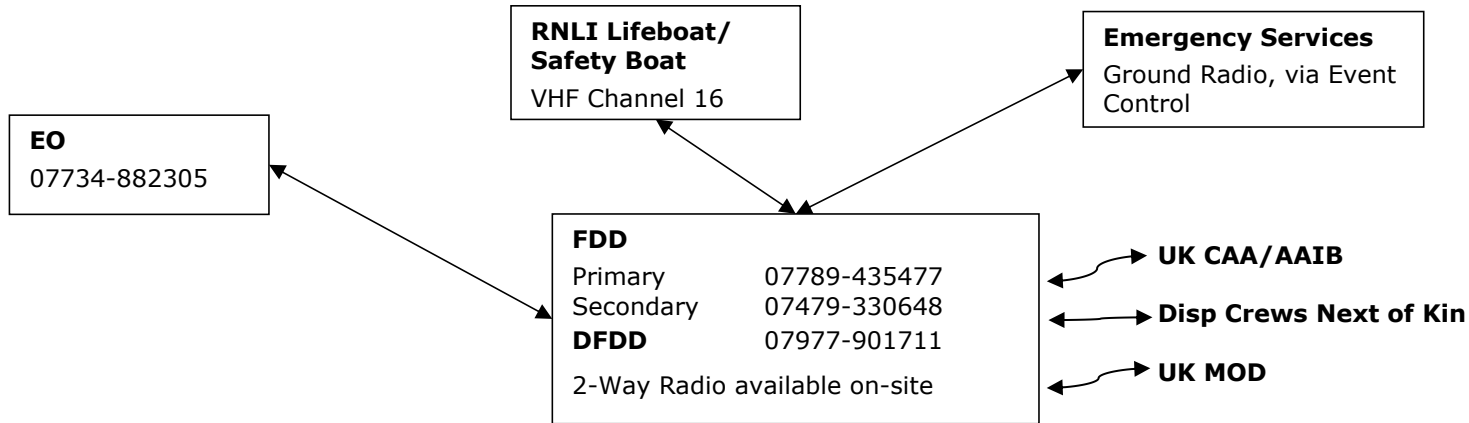 RNLI Lifeboat/
Safety Boat
VHF Channel 16
Emergency Services
Ground Radio, via Event
Control
EO
07734-882305
FDD
Primary 07789-435477
Secondary 07479-330648
DFDD 07977-901711
2-Way Radio available on-site
UK CAA/AAIB
Disp Crews Next of Kin
UK MOD